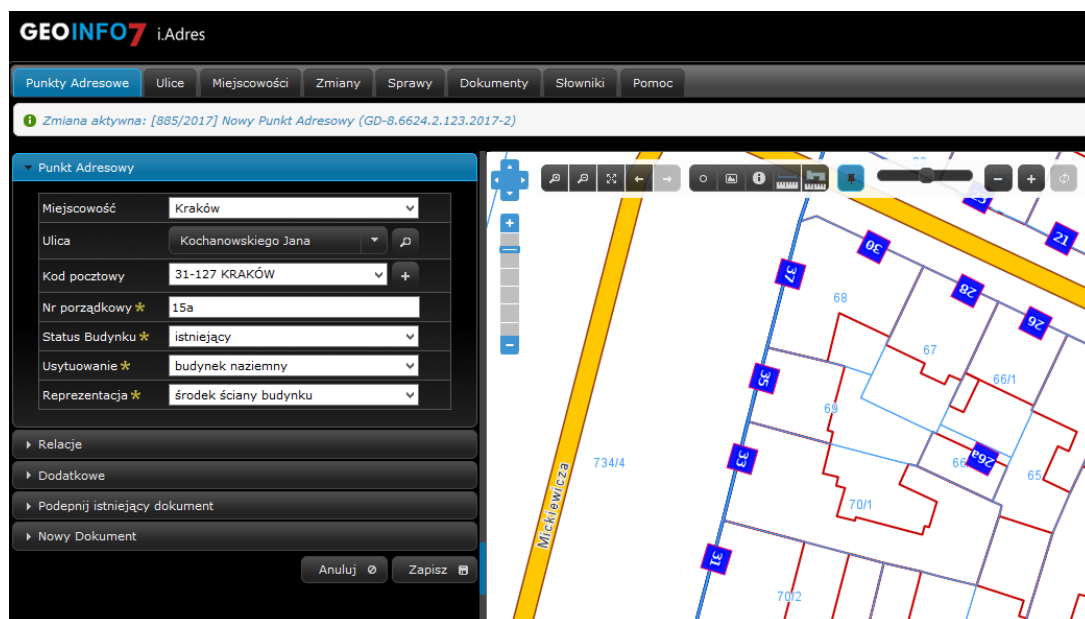 GEOINFO7 i.Adres
Punkty Adresowe Ulice Miejscowości Zmiany Sprawy Dokumenty Słowniki Pomoc
Zmiana aktywna: [885/2017] Nowy Punkt Adresowy (GD-8.6624.2.123.2017-2)
Punkt Adresowy
Miejscowość Kraków
Ulica Kochanowskiego Jana
Kod pocztowy 31-127 KRAKÓW
Nr porządkowy * 15a
Status Budynku * istniejący
Usytuowanie * budynek naziemny
Reprezentacja * środek ściany budynku
Relacje
Dodatkowe
Podepnij istniejący dokument
Nowy Dokument
Anuluj Zapisz
21
30
37
28
68
26
67
35
66/1
69
33
26a
66
65
734/4
Mickiewicza
70/1
31
70/2